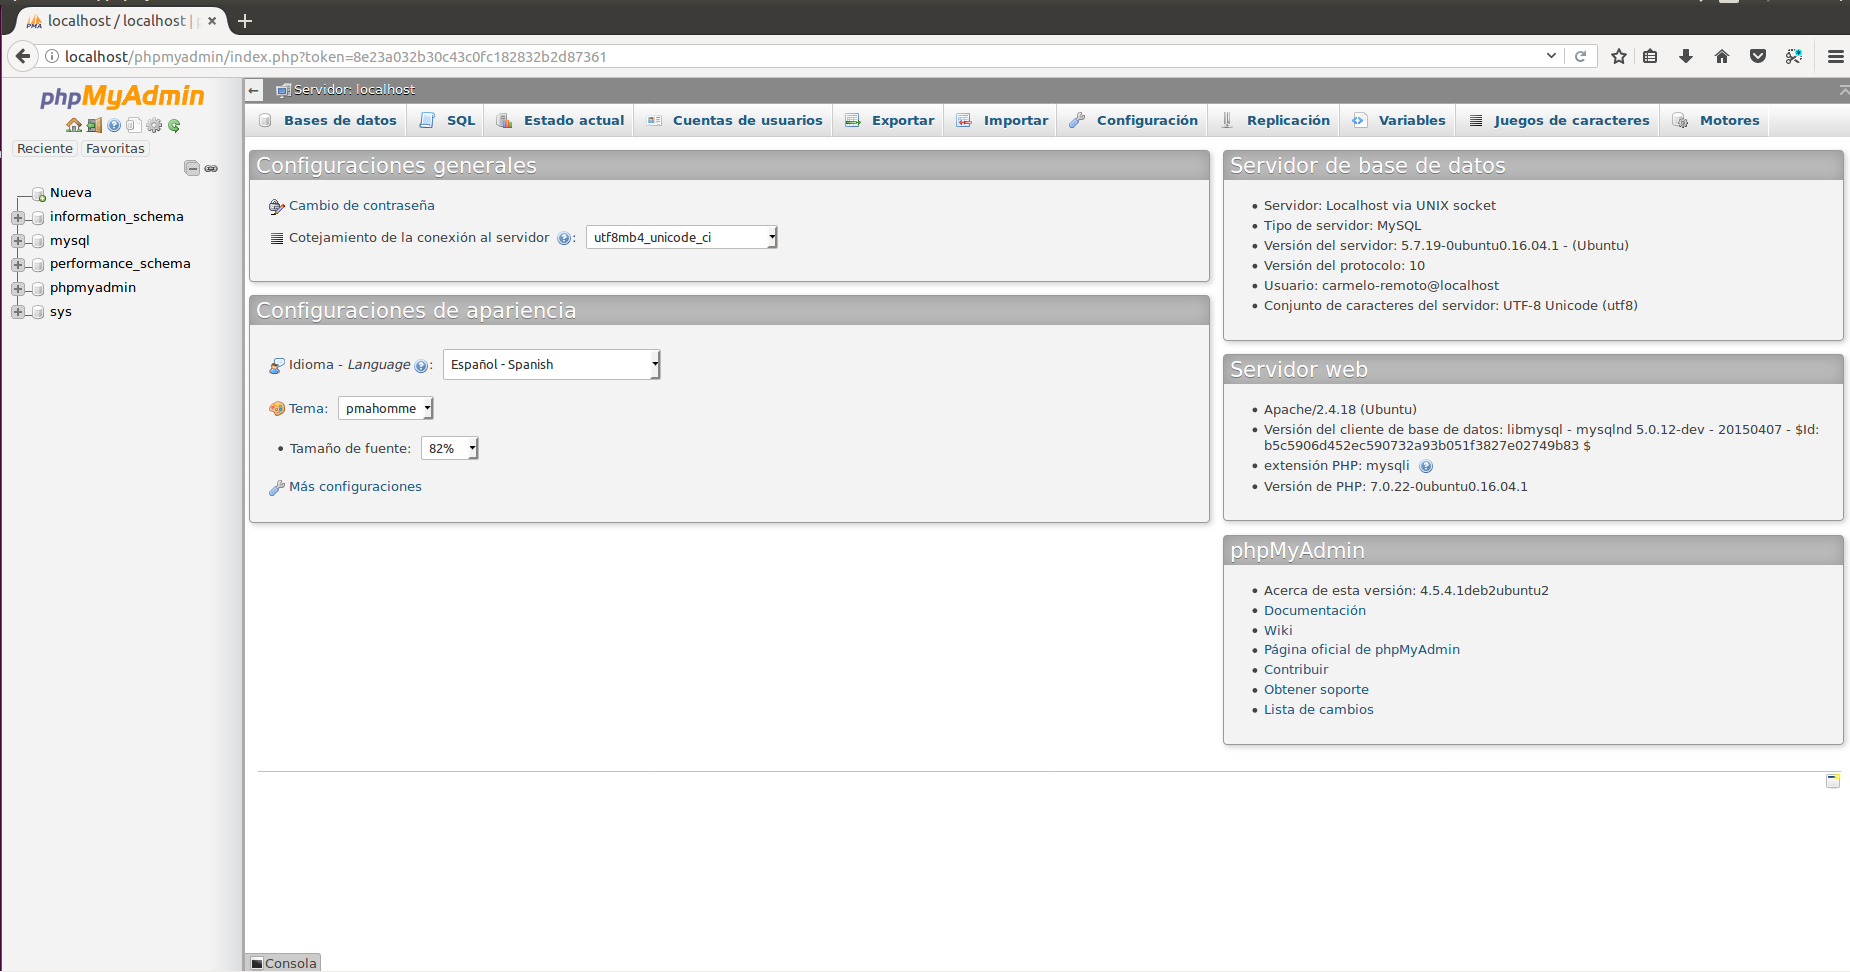 localhost / localhost | p
localhost/phpmyadmin/index.php?token=8e23a032b30c43c0fc182832b2d87361
phpMyAdmin
Reciente
Favoritas
Nueva
information_schema
mysql
performance_schema
phpmyadmin
sys
Servidor: localhost
Bases de datos
SQL
Estado actual
Cuentas de usuarios
Exportar
Importar
Configuración
Replicación
Variables
Juegos de caracteres
Motores
Configuraciones generales
Cambio de contraseña
Cotejamiento de la conexión al servidor : utf8mb4_unicode_ci
Configuraciones de apariencia
Idioma - Language : Español - Spanish
Tema: pmahomme
• Tamaño de fuente: 82%
Más configuraciones
Servidor de base de datos
• Servidor: Localhost via UNIX socket
• Tipo de servidor: MySQL
• Versión del servidor: 5.7.19-0ubuntu0.16.04.1 - (Ubuntu)
• Versión del protocolo: 10
• Usuario: carmelo-remoto@localhost
• Conjunto de caracteres del servidor: UTF-8 Unicode (utf8)
Servidor web
• Apache/2.4.18 (Ubuntu)
• Versión del cliente de base de datos: libmysql - mysqlnd 5.0.12-dev - 20150407 - $Id:
b5c5906d452ec590732a93b051f3827e02749b83 $
• extensión PHP: mysqli
• Versión de PHP: 7.0.22-0ubuntu0.16.04.1
phpMyAdmin
• Acerca de esta versión: 4.5.4.1deb2ubuntu2
• Documentación
• Wiki
• Página oficial de phpMyAdmin
• Contribuir
• Obtener soporte
• Lista de cambios
Consola